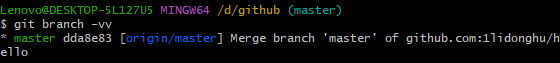 Lenovo@DESKTOP-5L127U5 MINGW64 /d/github (master)
$ git branch -vv
* master dda8e83 [origin/master] Merge branch 'master' of github.com:1lidonghu/h
ello